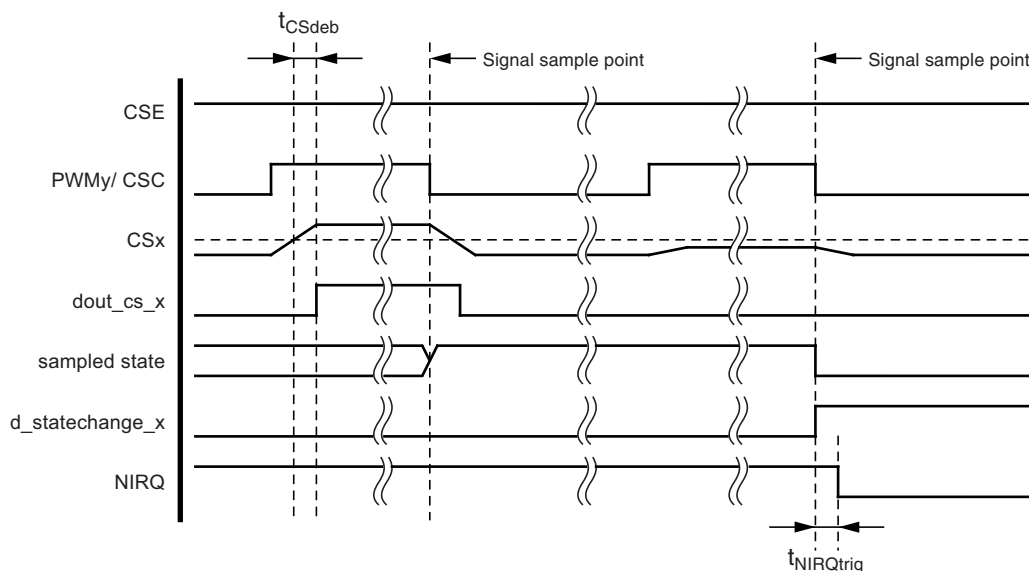 tCSdeb
Signal sample point
Signal sample point
CSE
PWMy/ CSC
CSx
dout_cs_x
sampled state
d_statechange_x
NIRQ
tNIRQtrig